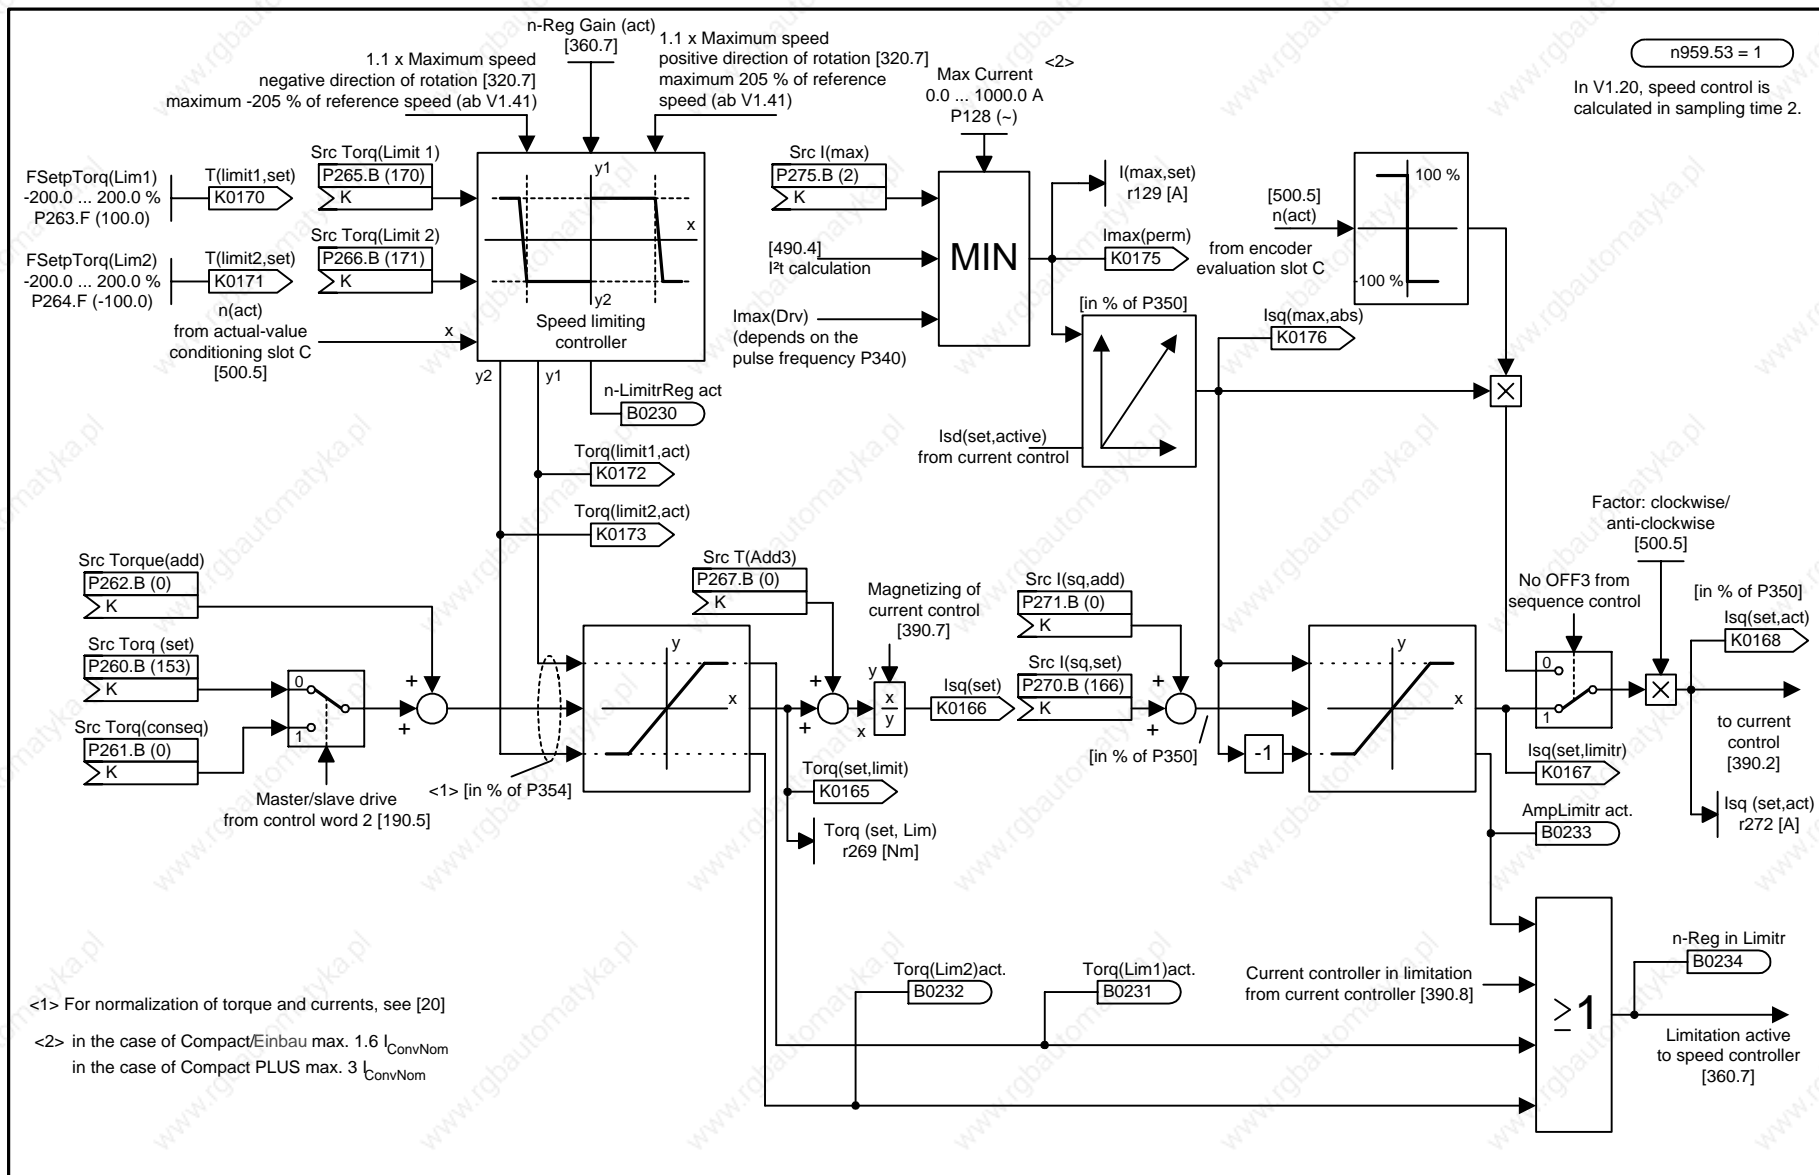 n-Reg Gain (act)
[360.7]
1.1 x Maximum speed
negative direction of rotation [320.7]
maximum -205 % of reference speed (ab V1.41)
1.1 x Maximum speed
positive direction of rotation [320.7]
maximum 205 % of reference
speed (ab V1.41)
<2>
Max Current
0.0 ... 1000.0 A
P128 (~)
n959.53 = 1
In V1.20, speed control is
calculated in sampling time 2.
FSetpTorq(Lim1)
-200.0 ... 200.0 %
P263.F (100.0)
T(limit1,set)
K0170
Src Torq(Limit 1)
P265.B (170)
K
FSetpTorq(Lim2)
-200.0 ... 200.0 %
P264.F (-100.0)
T(limit2,set)
K0171
Src Torq(Limit 2)
P266.B (171)
K
n(act)
from actual-value
conditioning slot C
[500.5]
x
y1
x
y2
Speed limiting
controller
y2
y1
n-LimitrReg act
B0230
Torq(limit1,act)
K0172
Torq(limit2,act)
K0173
Src I(max)
P275.B (2)
K
[490.4]
I²t calculation
Imax(Drv)
(depends on the
pulse frequency P340)
MIN
I(max,set)
r129 [A]
Imax(perm)
K0175
[in % of P350]
Isd(set,active)
from current control
[500.5]
n(act)
from encoder
evaluation slot C
100 %
-100 %
Isq(max,abs)
K0176
Src Torque(add)
P262.B (0)
K
Src Torq (set)
P260.B (153)
K
Src Torq(conseq)
P261.B (0)
K
0
1
Master/slave drive
from control word 2 [190.5]
+
+
<1> [in % of P354]
y
x
Src T(Add3)
P267.B (0)
K
+
+
Magnetizing of
current control
[390.7]
y
x
y
x
Isq(set)
K0166
Torq(set,limit)
K0165
Torq (set, Lim)
r269 [Nm]
Src I(sq,add)
P271.B (0)
K
Src I(sq,set)
P270.B (166)
K
+
+
[in % of P350]
-1
y
x
No OFF3 from
sequence control
0
1
Factor: clockwise/
anti-clockwise
[500.5]
[in % of P350]
Isq(set,act)
K0168
to current
control
[390.2]
Isq(set,limitr)
K0167
Isq (set,act)
r272 [A]
AmpLimitr act.
B0233
Torq(Lim2)act.
B0232
Torq(Lim1)act.
B0231
Current controller in limitation
from current controller [390.8]
≥1
n-Reg in Limitr
B0234
Limitation active
to speed controller
[360.7]
<1> For normalization of torque and currents, see [20]
<2> in the case of Compact/Einbau max. 1.6 IConvNom
in the case of Compact PLUS max. 3 IConvNom
www.rgbautomatyka.pl